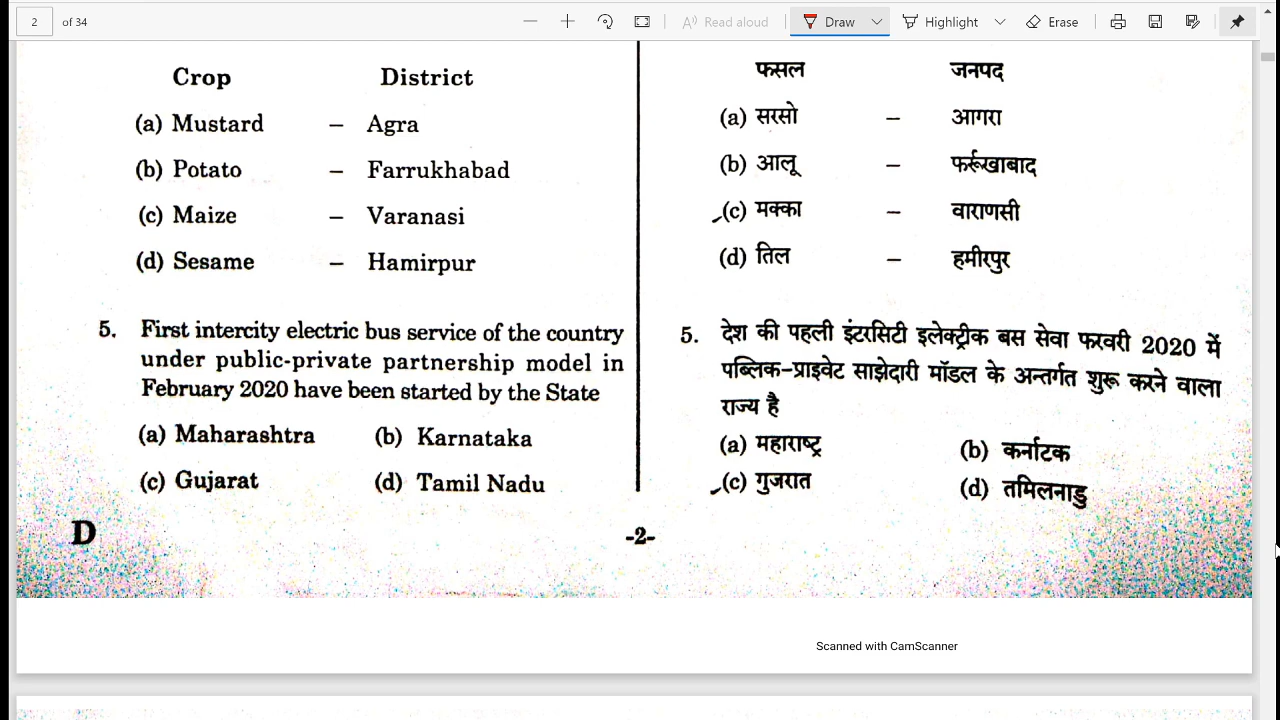 2 of 34 Read aloud Draw Highlight Erase
Crop District
(a) Mustard – Agra
(b) Potato – Farrukhabad
(c) Maize – Varanasi
(d) Sesame – Hamirpur
5. First intercity electric bus service of the country
under public-private partnership model in
February 2020 have been started by the State
(a) Maharashtra (b) Karnataka
(c) Gujarat (d) Tamil Nadu
फसल जनपद
(a) सरसो – आगरा
(b) आलू – फर्रूखाबाद
(c) मक्का – वाराणसी
(d) तिल – हमीरपुर
5. देश की पहली इंटरसिटी इलेक्ट्रीक बस सेवा फरवरी 2020 में
पब्लिक-प्राइवेट साझेदारी मॉडल के अन्तर्गत शुरू करने वाला
राज्य है
(a) महाराष्ट्र (b) कर्नाटक
(c) गुजरात (d) तमिलनाडु
D -2-
Scanned with CamScanner